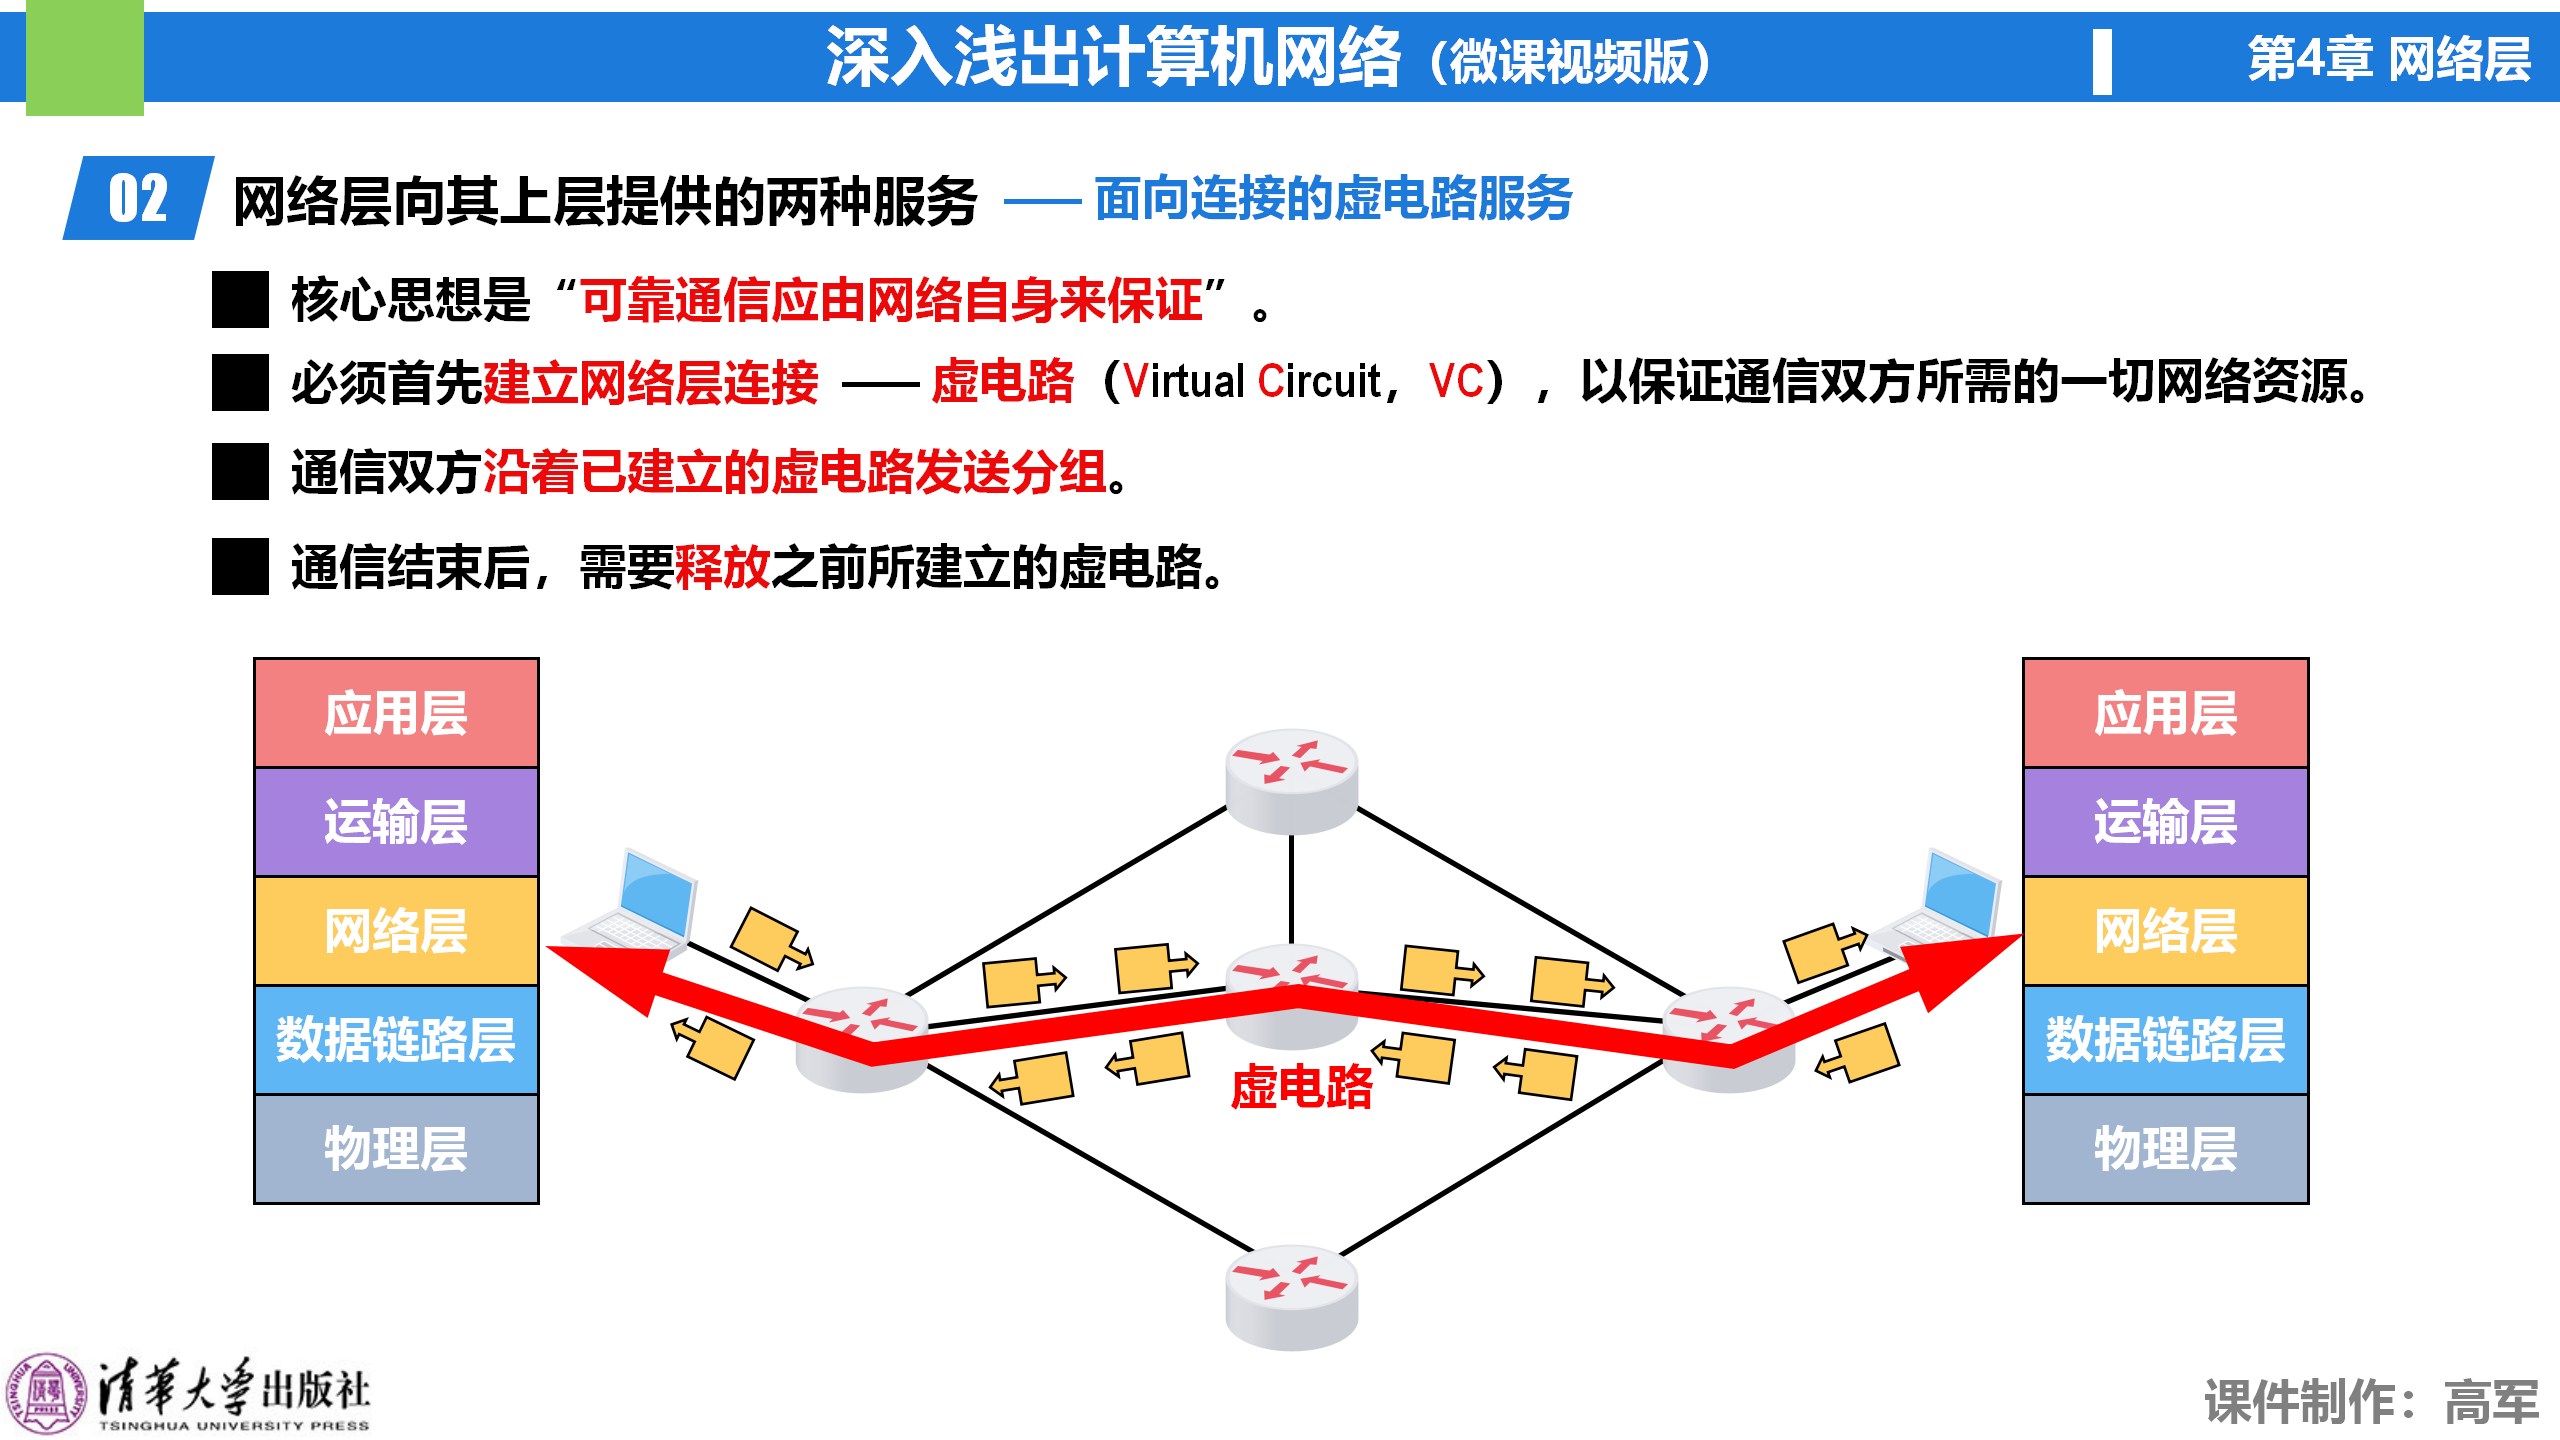 深入浅出计算机网络（微课视频版）
第4章 网络层
02 网络层向其上层提供的两种服务 —— 面向连接的虚电路服务
核心思想是“可靠通信应由网络自身来保证”。
必须首先建立网络层连接 —— 虚电路（Virtual Circuit，VC），以保证通信双方所需的一切网络资源。
通信双方沿着已建立的虚电路发送分组。
通信结束后，需要释放之前所建立的虚电路。
应用层
运输层
网络层
数据链路层
物理层
虚电路
应用层
运输层
网络层
数据链路层
物理层
清华大学出版社
TSINGHUA UNIVERSITY PRESS
课件制作：高军